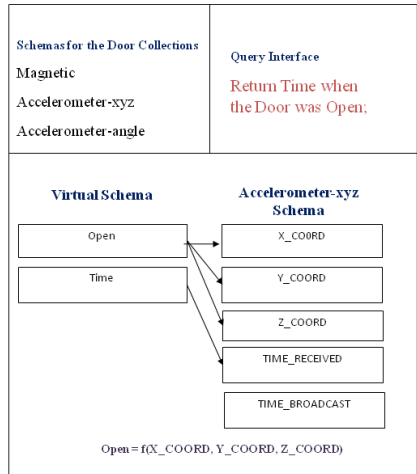 Schemas for the Door Collections
Magnetic
Accelerometer-xyz
Accelerometer-angle
Query Interface
Return Time when
the Door was Open;
Virtual Schema
Accelerometer-xyz
Schema
Open
X_COORD
Time
Y_COORD
Z_COORD
TIME_RECEIVED
TIME_BROADCAST
Open = f(X_COORD, Y_COORD, Z_COORD)